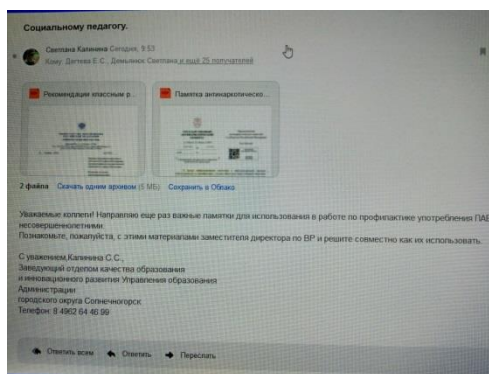 Социальному педагогу.
Светлана Калинина Сегодня, 9:53
Кому: Дегтева Е.С., Демьянюк Светлана и ещё 25 получателей
Рекомендации классным р...
Памятка антинаркотическо...
2 файла Скачать одним архивом (5 МБ) Сохранить в Облако
Уважаемые коллеги! Направляю еще раз важные памятки для использования в работе по профилактике употребления ПАВ
несовершеннолетними.
Познакомьте, пожалуйста, с этими материалами заместителя директора по ВР и решите совместно как их использовать.
С уважением,Калинина С.С.,
Заведующий отделом качества образования
и инновационного развития Управления образования
Администрации
городского округа Солнечногорск
Телефон: 8 4962 64 46 99
Ответить всем Ответить Переслать